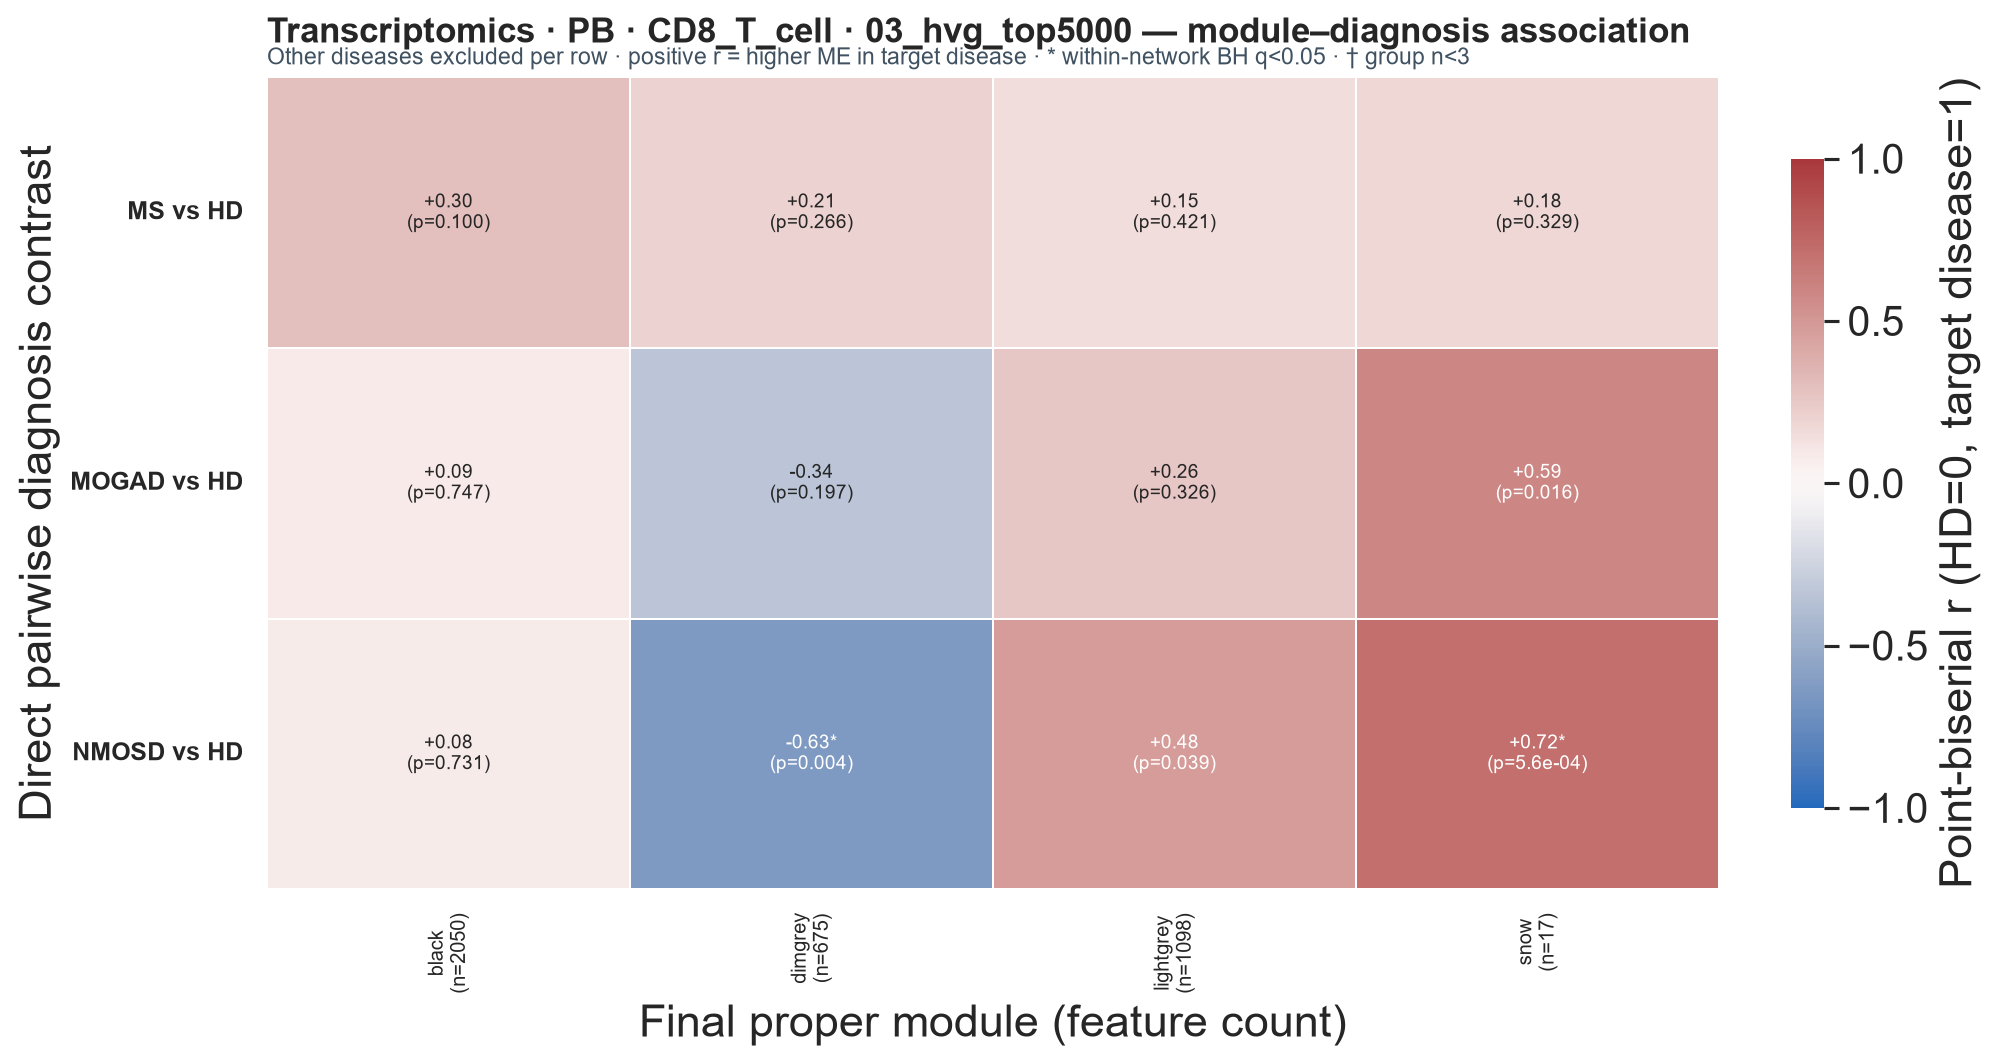 Transcriptomics · PB · CD8_T_cell · 03_hvg_top5000 — module–diagnosis association
Other diseases excluded per row · positive r = higher ME in target disease · * within-network BH q<0.05 · † group n<3
Direct pairwise diagnosis contrast
MS vs HD
+0.30
(p=0.100)
+0.21
(p=0.266)
+0.15
(p=0.421)
+0.18
(p=0.329)
MOGAD vs HD
+0.09
(p=0.747)
-0.34
(p=0.197)
+0.26
(p=0.326)
+0.59
(p=0.016)
NMOSD vs HD
+0.08
(p=0.731)
-0.63*
(p=0.004)
+0.48
(p=0.039)
+0.72*
(p=5.6e-04)
black
(n=2050)
dimgrey
(n=675)
lightgrey
(n=1098)
snow
(n=17)
Final proper module (feature count)
1.0
0.5
0.0
−0.5
−1.0
Point-biserial r (HD=0, target disease=1)